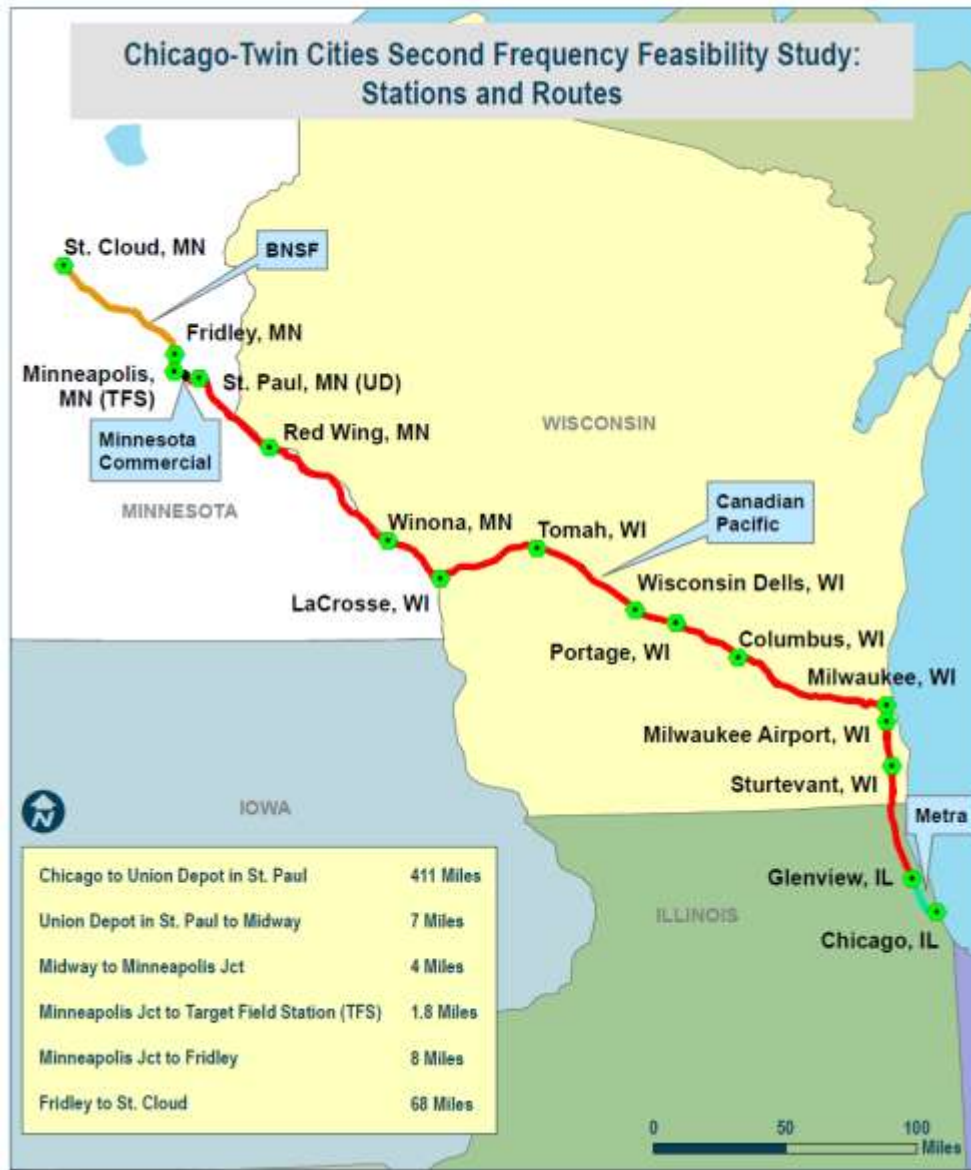 Chicago-Twin Cities Second Frequency Feasibility Study:
Stations and Routes
St. Cloud, MN
BNSF
Fridley, MN
Minneapolis,
MN (TFS)
St. Paul, MN (UD)
Minnesota
Commercial
Red Wing, MN
WISCONSIN
MINNESOTA
Canadian
Pacific
Winona, MN
Tomah, WI
LaCrosse, WI
Wisconsin Dells, WI
Portage, WI
Columbus, WI
Milwaukee, WI
Milwaukee Airport, WI
Sturtevant, WI
IOWA
Metra
N
Glenview, IL
ILLINOIS
Chicago, IL
Chicago to Union Depot in St. Paul 411 Miles
Union Depot in St. Paul to Midway 7 Miles
Midway to Minneapolis Jct 4 Miles
Minneapolis Jct to Target Field Station (TFS) 1.8 Miles
Minneapolis Jct to Fridley 8 Miles
Fridley to St. Cloud 68 Miles
0 50 100
Miles